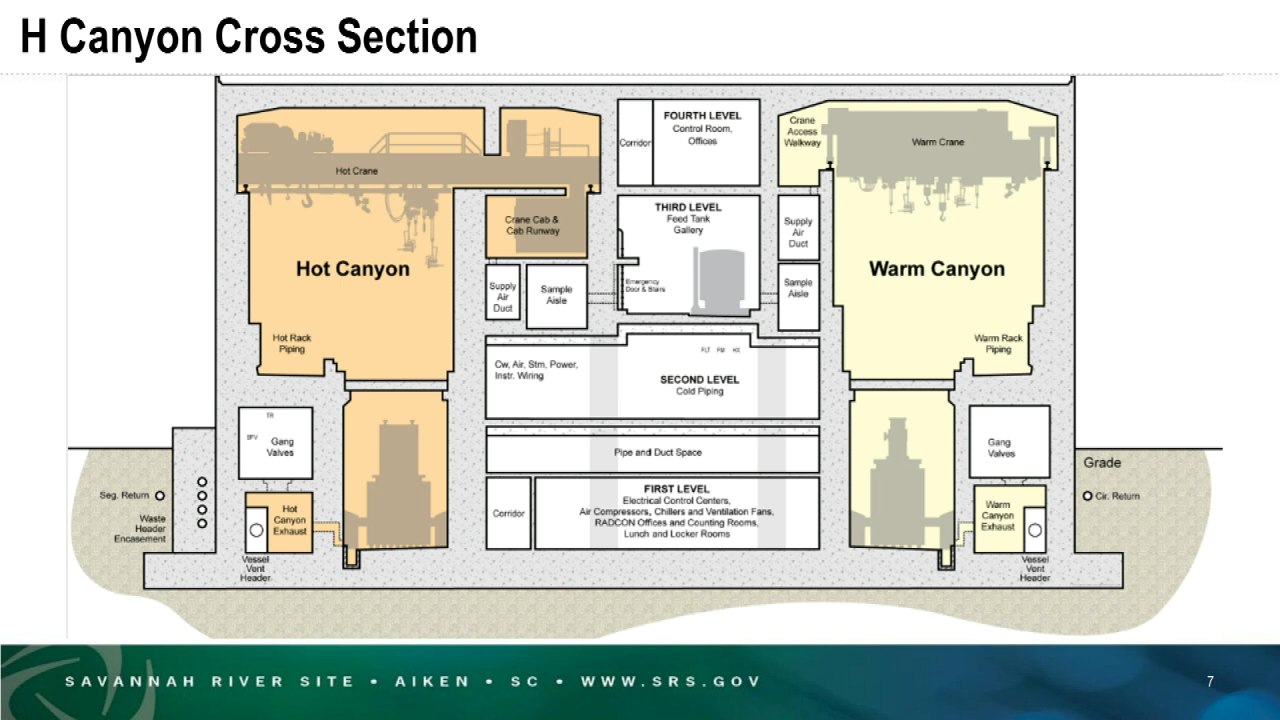 H Canyon Cross Section
Hot Crane
Crane Cab &
Cab Runway
Hot Canyon
Hot Rack
Piping
Supply
Air
Duct
Sample
Aisle
Corridor
FOURTH LEVEL
Control Room,
Offices
THIRD LEVEL
Feed Tank
Gallery
Emergency
Door & Stairs
Crane
Access
Walkway
Warm Crane
Supply
Air
Duct
Sample
Aisle
Warm Canyon
Warm Rack
Piping
Cw, Air, Stm, Power,
Instr. Wiring
FLT FM HX
SECOND LEVEL
Cold Piping
Pipe and Duct Space
Corridor
FIRST LEVEL
Electrical Control Centers,
Air Compressors, Chillers and Ventilation Fans,
RADCON Offices and Counting Rooms,
Lunch and Locker Rooms
TR
Gang
Valves
Hot
Canyon
Exhaust
Vessel
Vent
Header
Seg. Return
Waste
Header
Encasement
Gang
Valves
Warm
Canyon
Exhaust
Vessel
Vent
Header
Grade
Cir. Return
SAVANNAH RIVER SITE • AIKEN • SC • WWW.SRS.GOV
7